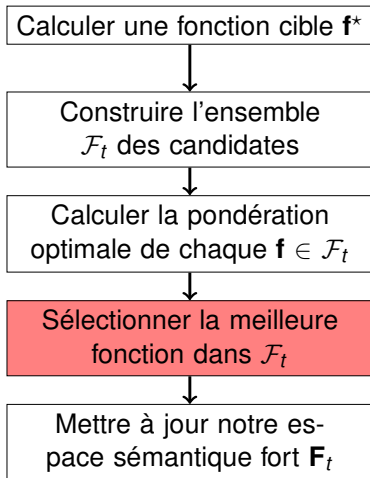 Calculer une fonction cible f⋆
Construire l'ensemble
ℱt des candidates
Calculer la pondération
optimale de chaque f ∈ ℱt
Sélectionner la meilleure
fonction dans ℱt
Mettre à jour notre es-
pace sémantique fort Ft